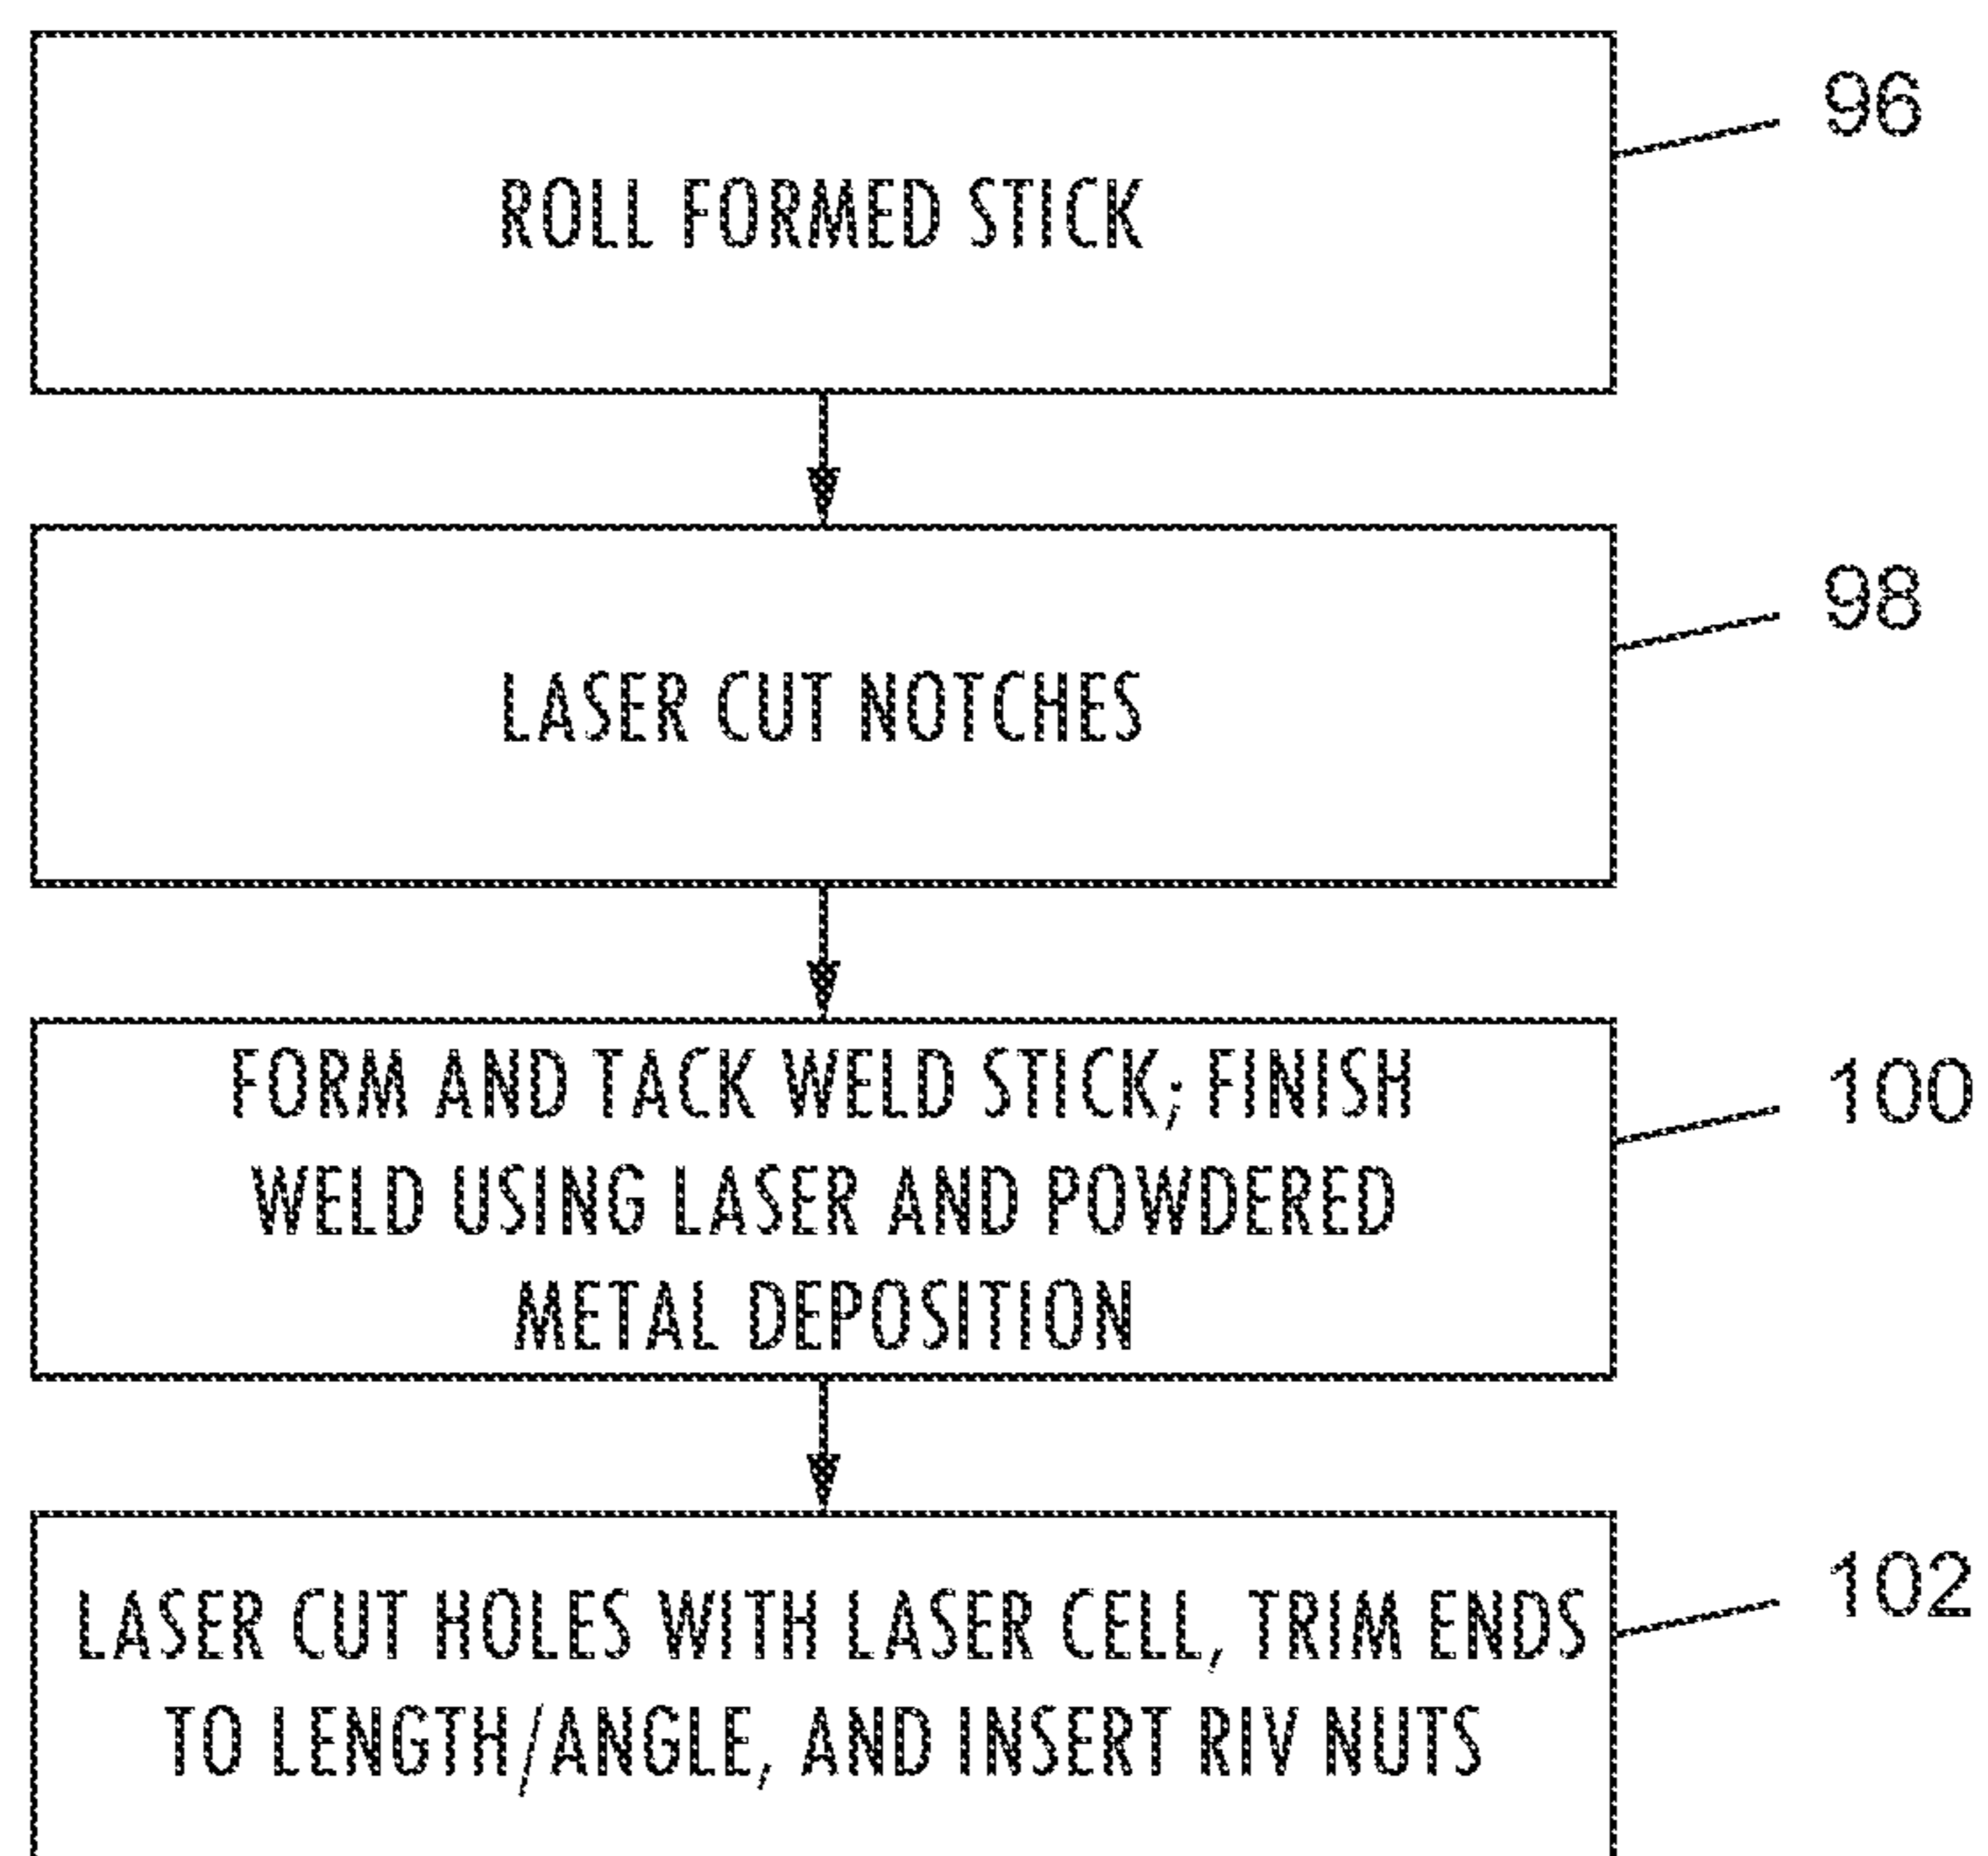 96
ROLL FORMED STICK
98
LASER CUT NOTCHES
FORM AND TACK WELD STICK; FINISH
100
WELD USING LASER AND POWDERED
METAL DEPOSITION
LASER CUT HOLES WITH LASER CELL, TRIM ENDS
102
TO LENGTH/ANGLE, AND INSERT RIV NUTS